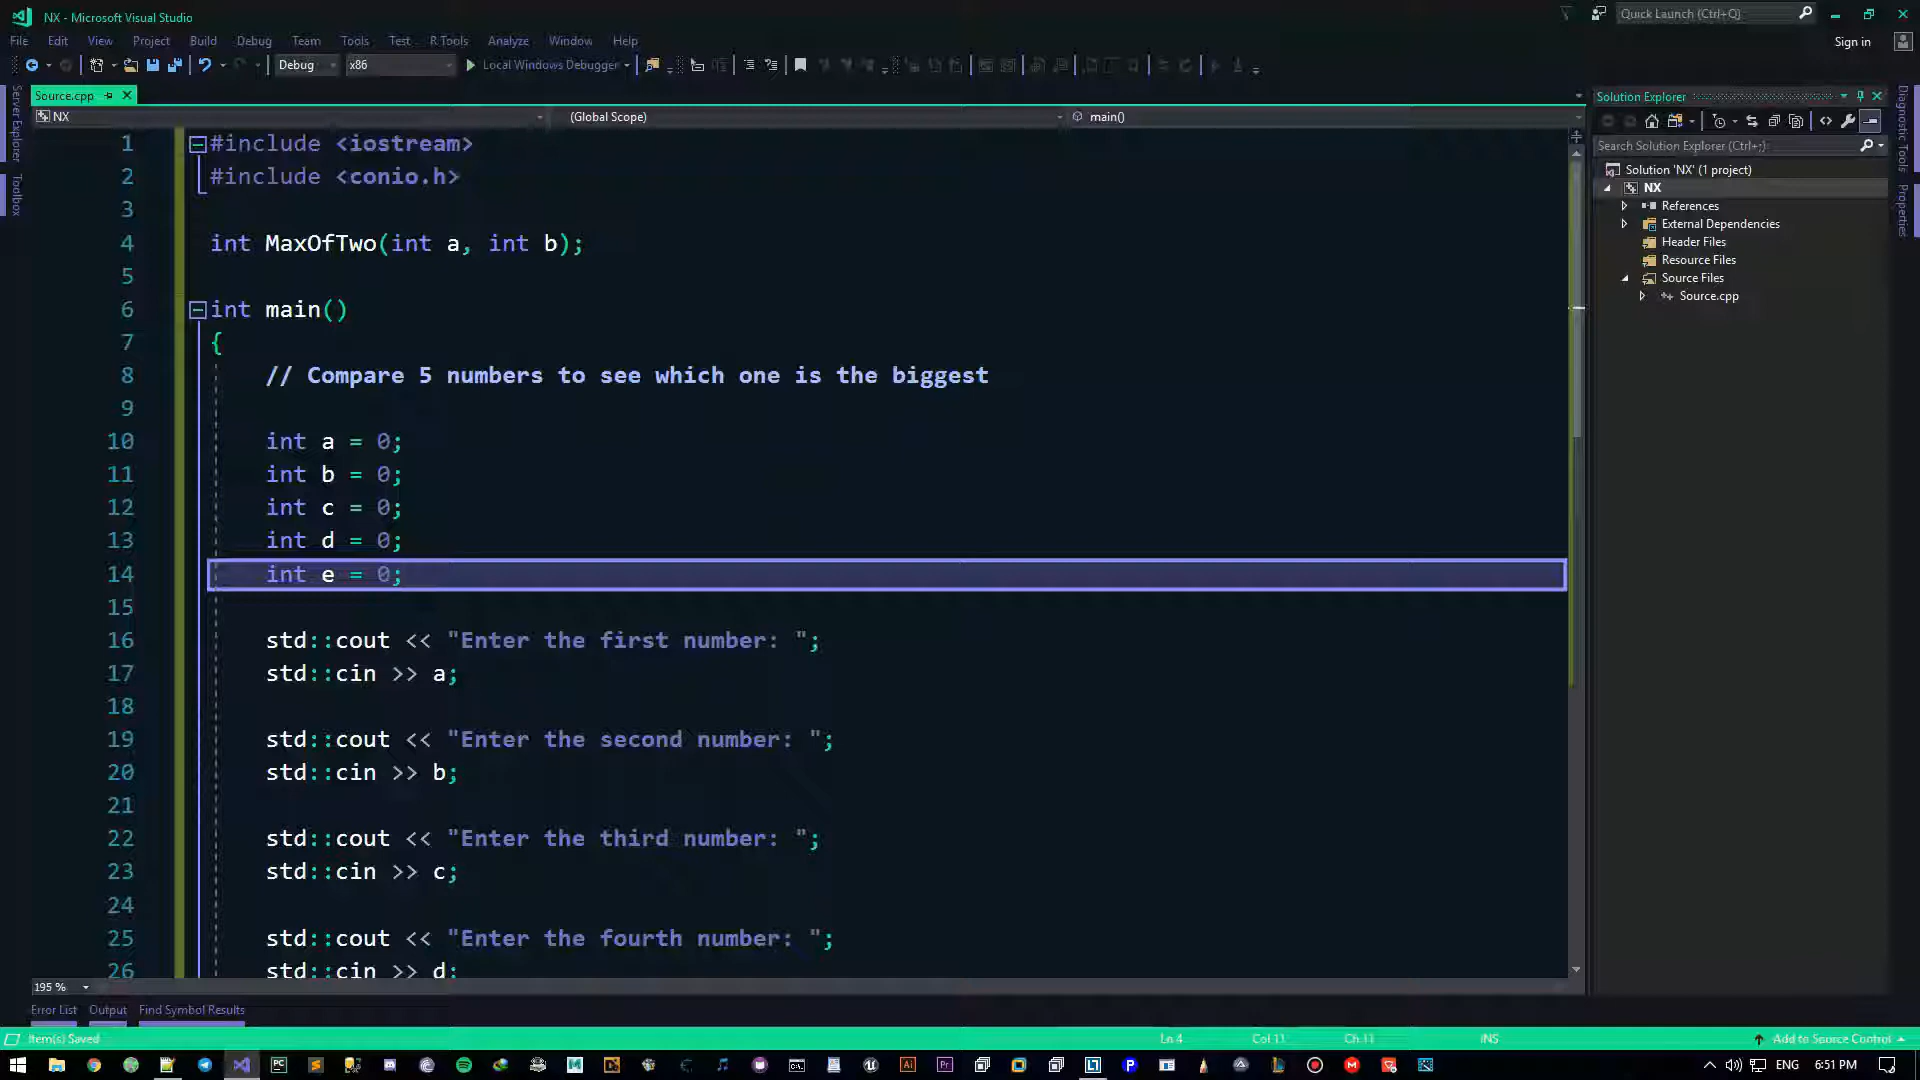 NX - Microsoft Visual Studio
Quick Launch (Ctrl+Q)
File Edit View Project Build Debug Team Tools Test R Tools Analyze Window Help
Sign in
Debug x86 Local Windows Debugger
Server Explorer
Toolbox
Source.cpp
NX (Global Scope) main()
1 #include <iostream>
2 #include <conio.h>
3
4 int MaxOfTwo(int a, int b);
5
6 int main()
7 {
8 // Compare 5 numbers to see which one is the biggest
9
10 int a = 0;
11 int b = 0;
12 int c = 0;
13 int d = 0;
14 int e = 0;
15
16 std::cout << "Enter the first number: ";
17 std::cin >> a;
18
19 std::cout << "Enter the second number: ";
20 std::cin >> b;
21
22 std::cout << "Enter the third number: ";
23 std::cin >> c;
24
25 std::cout << "Enter the fourth number: ";
26 std::cin >> d;
195 %
Error List Output Find Symbol Results
Solution Explorer
Search Solution Explorer (Ctrl+;)
Solution 'NX' (1 project)
NX
References
External Dependencies
Header Files
Resource Files
Source Files
Source.cpp
Diagnostic Tools
Properties
Item(s) Saved Ln 4 Col 11 Ch 11 INS Add to Source Control
ENG 6:51 PM